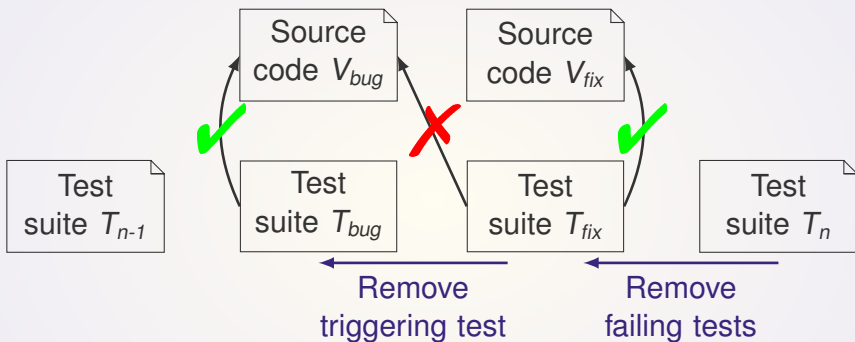 Source
code V_bug
Source
code V_fix
Test
suite T_n-1
Test
suite T_bug
Test
suite T_fix
Test
suite T_n
Remove
triggering test
Remove
failing tests